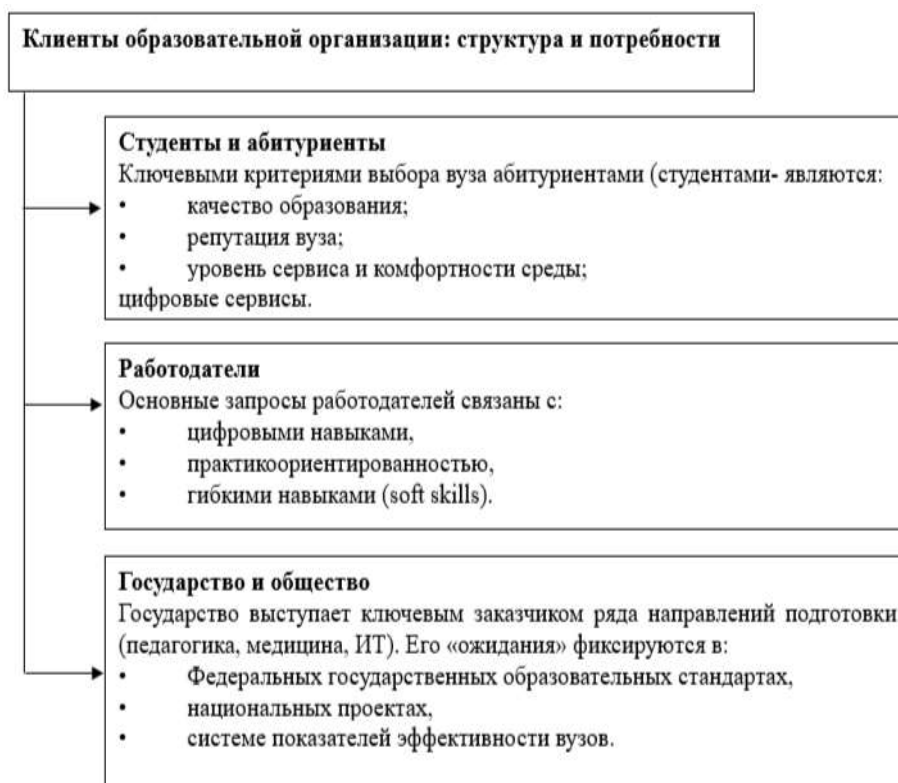 Клиенты образовательной организации: структура и потребности
Студенты и абитуриенты
Ключевыми критериями выбора вуза абитуриентами (студентами- являются:
• качество образования;
• репутация вуза;
• уровень сервиса и комфортности среды;
цифровые сервисы.
Работодатели
Основные запросы работодателей связаны с:
• цифровыми навыками,
• практикоориентированностью,
• гибкими навыками (soft skills).
Государство и общество
Государство выступает ключевым заказчиком ряда направлений подготовки
(педагогика, медицина, ИТ). Его «ожидания» фиксируются в:
• Федеральных государственных образовательных стандартах,
• национальных проектах,
• системе показателей эффективности вузов.